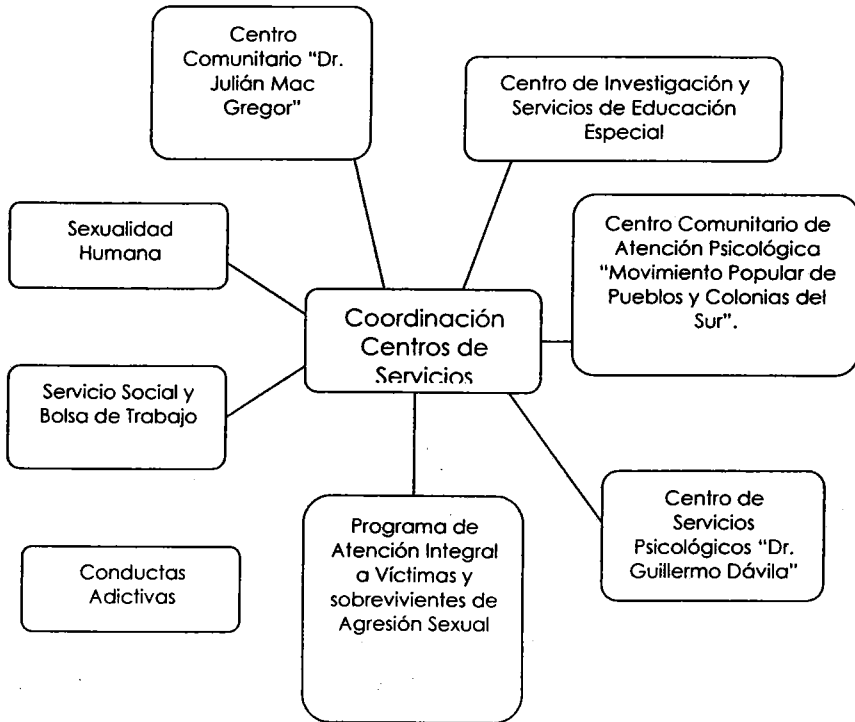 Centro
Comunitario "Dr.
Julián Mac
Gregor"
Centro de Investigación y
Servicios de Educación
Especial
Sexualidad
Humana
Centro Comunitario de
Atención Psicológica
"Movimiento Popular de
Pueblos y Colonias del
Sur".
Coordinación
Centros de
Servicios
Servicio Social y
Bolsa de Trabajo
Centro de
Servicios
Psicológicos "Dr.
Guillermo Dávila"
Programa de
Atención Integral
a Víctimas y
sobrevivientes de
Agresión Sexual
Conductas
Adictivas